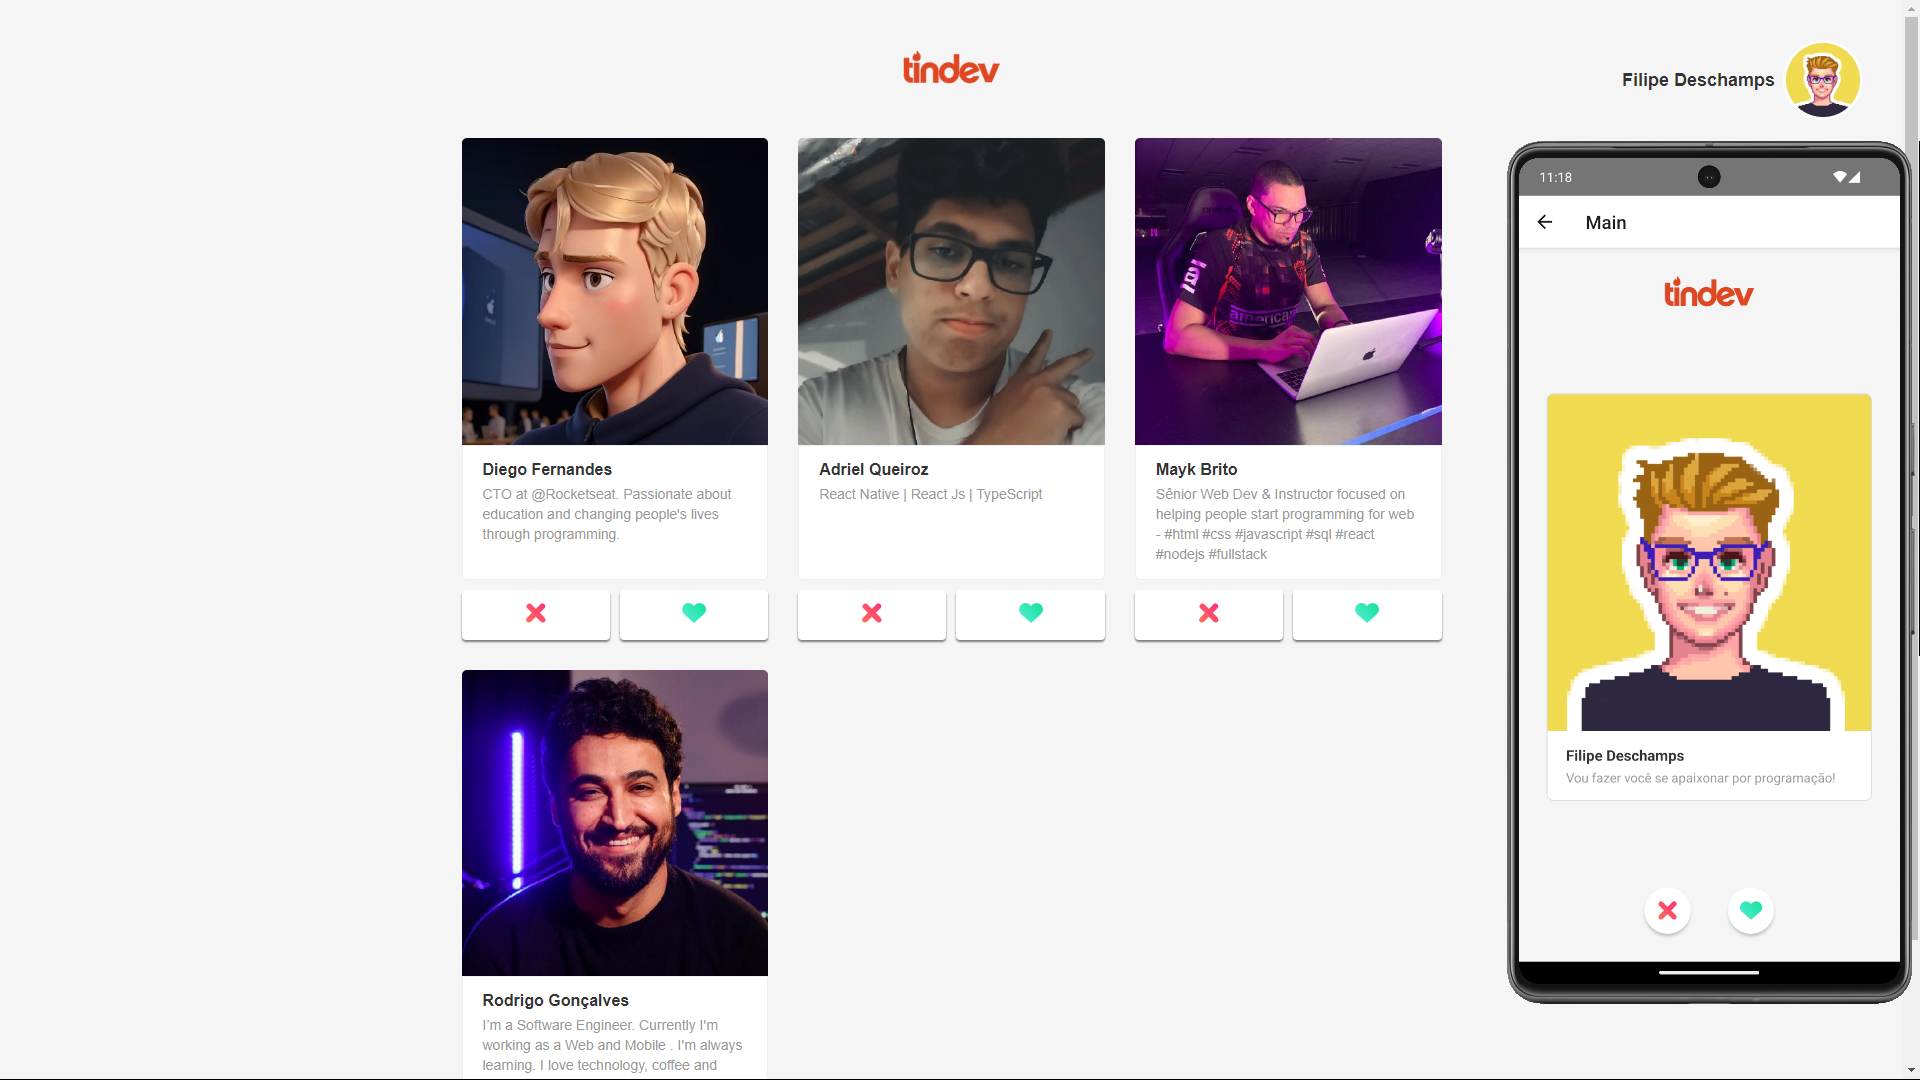 tindev
Filipe Deschamps
Diego Fernandes
CTO at @Rocketseat. Passionate about
education and changing people's lives
through programming.
Adriel Queiroz
React Native | React Js | TypeScript
american
Mayk Brito
Sênior Web Dev & Instructor focused on
helping people start programming for web
- #html #css #javascript #sql #react
#nodejs #fullstack
Rodrigo Gonçalves
I’m a Software Engineer. Currently I'm
working as a Web and Mobile . I'm always
learning. I love technology, coffee and
11:18
Main
tindev
Filipe Deschamps
Vou fazer você se apaixonar por programação!